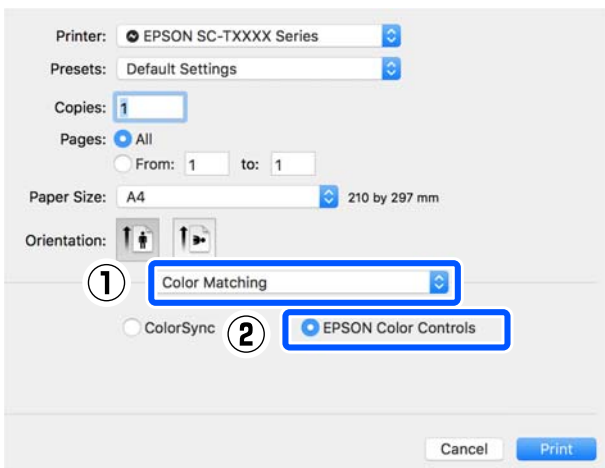 Printer: EPSON SC-TXXXX Series
Presets: Default Settings
Copies: 1
Pages: All
From: 1 to: 1
Paper Size: A4 210 by 297 mm
Orientation:
① Color Matching
ColorSync ② EPSON Color Controls
Cancel Print